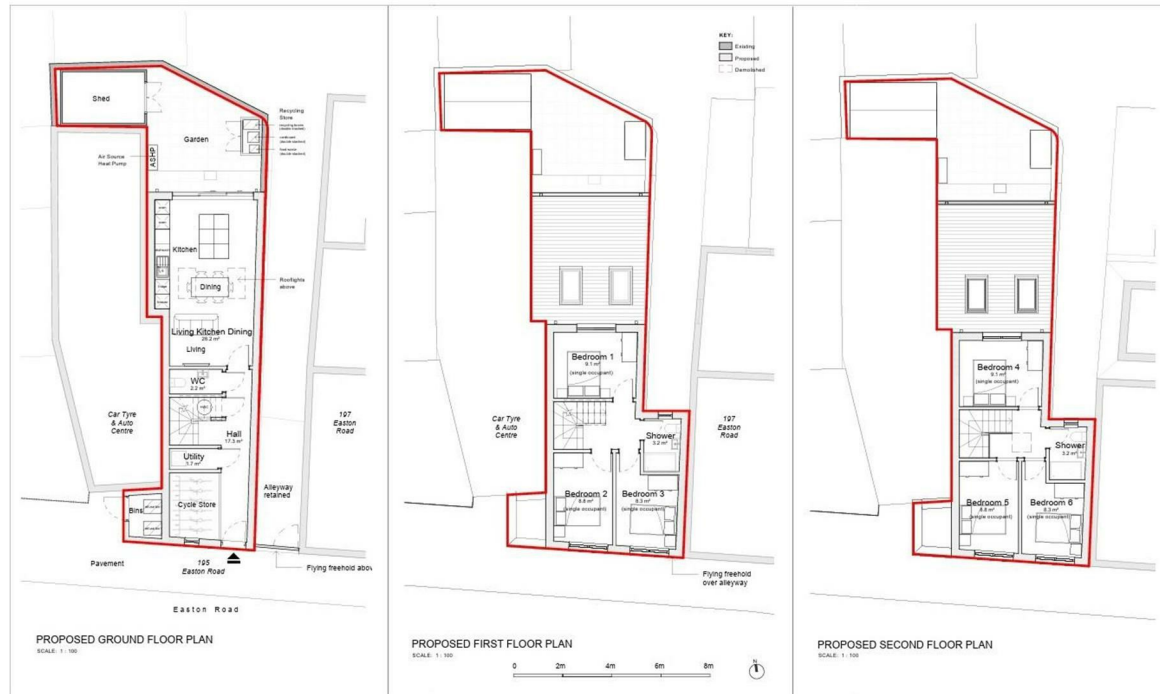 Shed
Garden
Recycling
Store
Air Source
Heat Pump
ASHP
Kitchen
Dining
Rooflights
above
Living Kitchen Dining
Living
WC
2.2 m²
Hall
17.3 m²
Utility
1.7 m²
Cycle Store
Bins
Car Tyre
& Auto
Centre
197
Easton
Road
Alleyway
retained
Pavement
195
Easton Road
Flying freehold above
Easton Road
PROPOSED GROUND FLOOR PLAN
SCALE: 1 : 100
KEY:
Existing
Proposed
Demolished
Bedroom 1
9.1 m²
(single occupant)
Car Tyre
& Auto
Centre
197
Easton
Road
Shower
3.2 m²
Bedroom 2
8.8 m²
(single occupant)
Bedroom 3
8.3 m²
(single occupant)
Flying freehold
over alleyway
PROPOSED FIRST FLOOR PLAN
SCALE: 1 : 100
0 2m 4m 6m 8m
N
Bedroom 4
9.1 m²
(single occupant)
Shower
3.2 m²
Bedroom 5
8.8 m²
(single occupant)
Bedroom 6
8.3 m²
(single occupant)
PROPOSED SECOND FLOOR PLAN
SCALE: 1 : 100